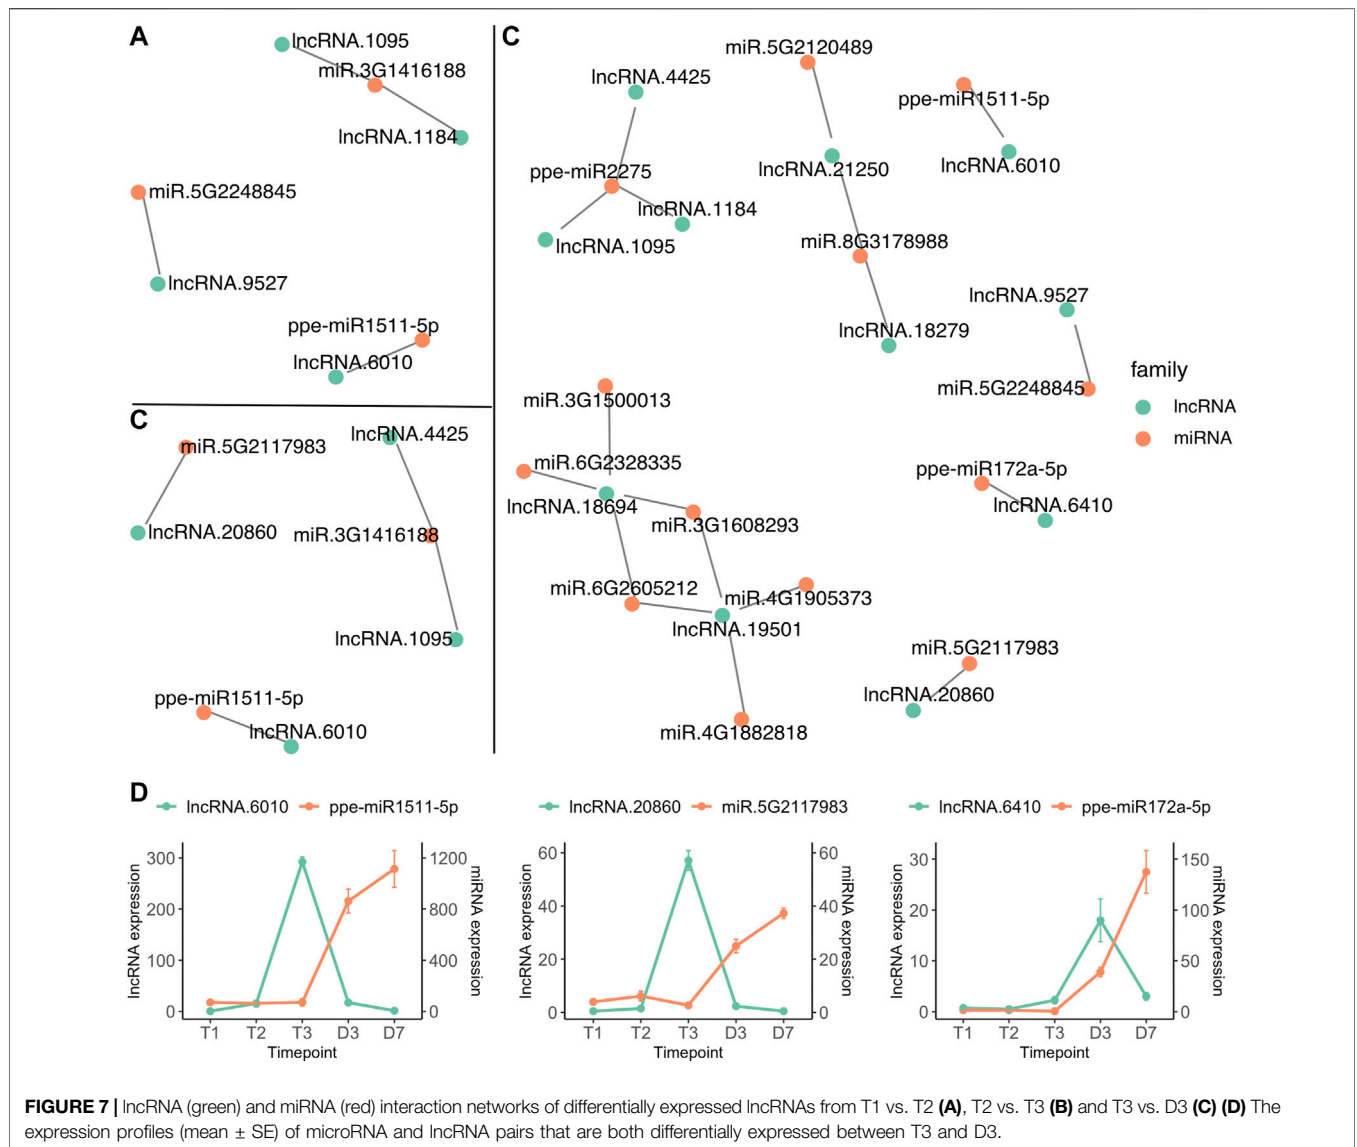 A
lncRNA.1095
miR.3G1416188
lncRNA.1184
miR.5G2248845
lncRNA.9527
ppe-miR1511-5p
lncRNA.6010
C
miR.5G2117983
lncRNA.4425
lncRNA.20860
miR.3G1416188
lncRNA.1095
ppe-miR1511-5p
lncRNA.6010
C
miR.5G2120489
lncRNA.4425
ppe-miR1511-5p
lncRNA.21250
lncRNA.6010
ppe-miR2275
lncRNA.1184
lncRNA.1095
miR.8G3178988
lncRNA.9527
lncRNA.18279
miR.5G2248845
family
lncRNA
miRNA
miR.3G1500013
miR.6G2328335
lncRNA.18694
miR.3G1608293
ppe-miR172a-5p
lncRNA.6410
miR.6G2605212
miR.4G1905373
lncRNA.19501
miR.5G2117983
lncRNA.20860
miR.4G1882818
D
lncRNA.6010 ppe-miR1511-5p
lncRNA expression
300
200
100
0
1200
800
400
0
miRNA expression
T1 T2 T3 D3 D7
Timepoint
lncRNA.20860 miR.5G2117983
lncRNA expression
60
40
20
0
60
40
20
0
miRNA expression
T1 T2 T3 D3 D7
Timepoint
lncRNA.6410 ppe-miR172a-5p
lncRNA expression
30
20
10
0
150
100
50
0
miRNA expression
T1 T2 T3 D3 D7
Timepoint
FIGURE 7 | lncRNA (green) and miRNA (red) interaction networks of differentially expressed lncRNAs from T1 vs. T2 (A), T2 vs. T3 (B) and T3 vs. D3 (C) (D) The
expression profiles (mean ± SE) of microRNA and lncRNA pairs that are both differentially expressed between T3 and D3.